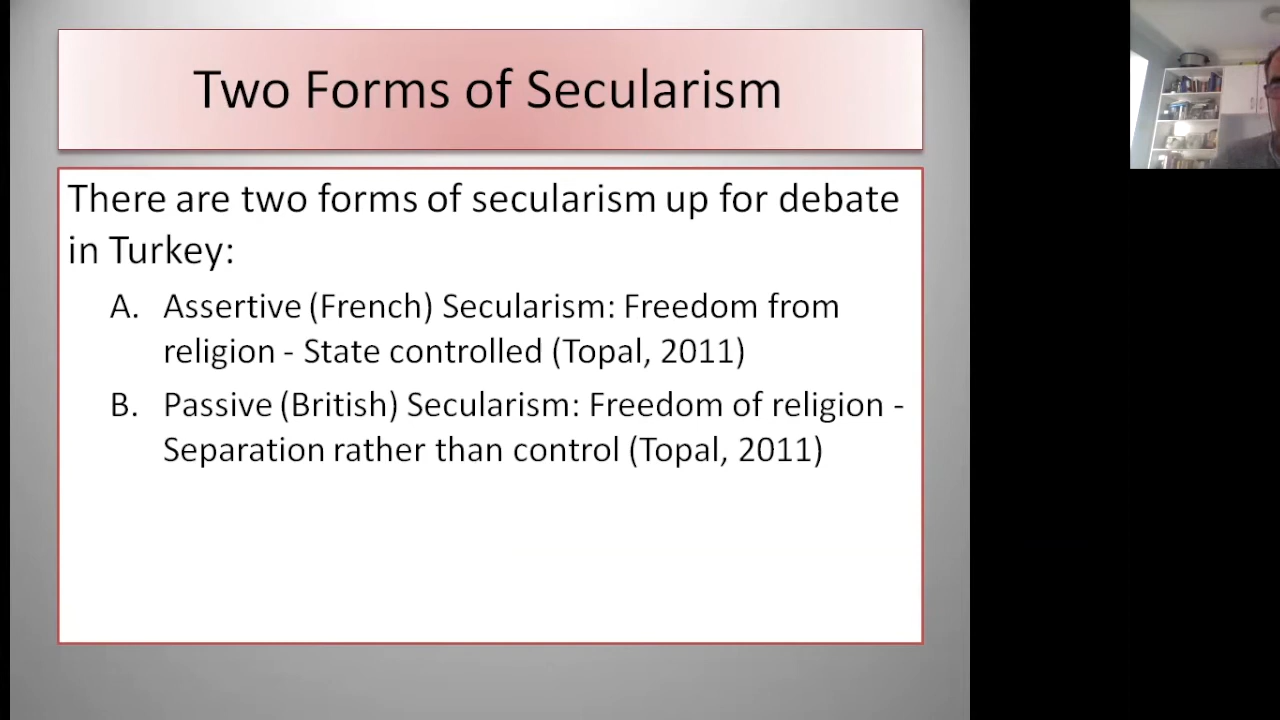 Two Forms of Secularism
There are two forms of secularism up for debate
in Turkey:
A. Assertive (French) Secularism: Freedom from
religion - State controlled (Topal, 2011)
B. Passive (British) Secularism: Freedom of religion -
Separation rather than control (Topal, 2011)